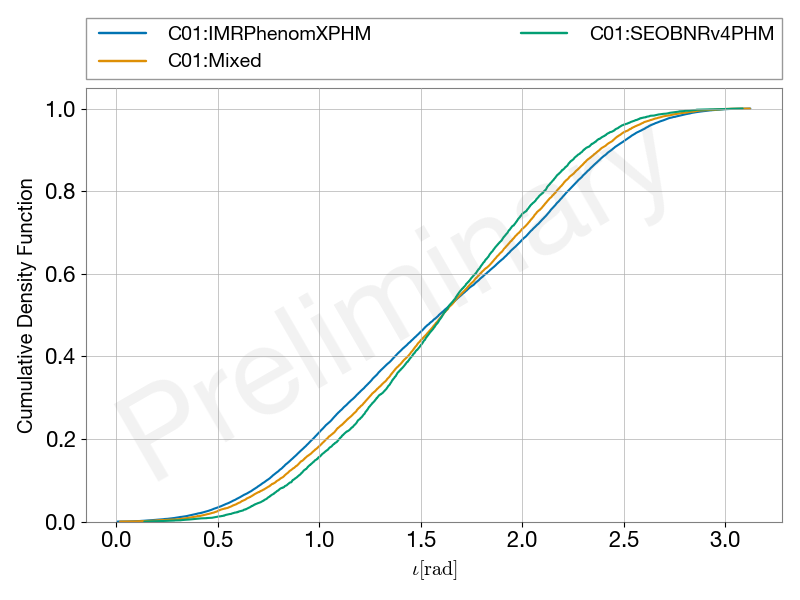 C01:IMRPhenomXPHM
C01:Mixed
C01:SEOBNRv4PHM
Cumulative Density Function
1.0
0.8
0.6
0.4
0.2
0.0
0.0 0.5 1.0 1.5 2.0 2.5 3.0
ι[rad]
Preliminary